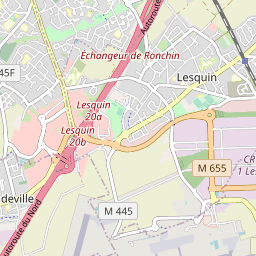 Autoroute
Échangeur de Ronchin
45F
Lesquin
Lesquin
20a
Lesquin
20b
CR
1 Les
M 655
deville
M 445
Autoroute du Nord